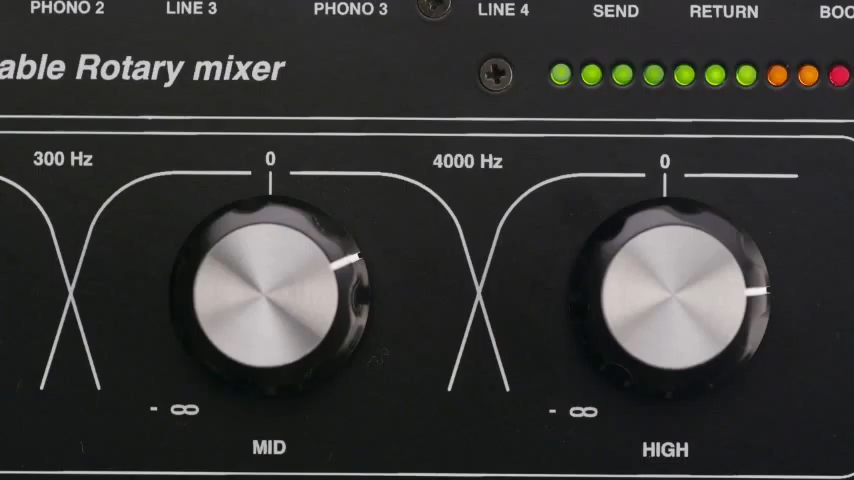 PHONO 2 LINE 3 PHONO 3 LINE 4 SEND RETURN BOO
able Rotary mixer
300 Hz 0 4000 Hz 0
- ∞ - ∞
MID HIGH